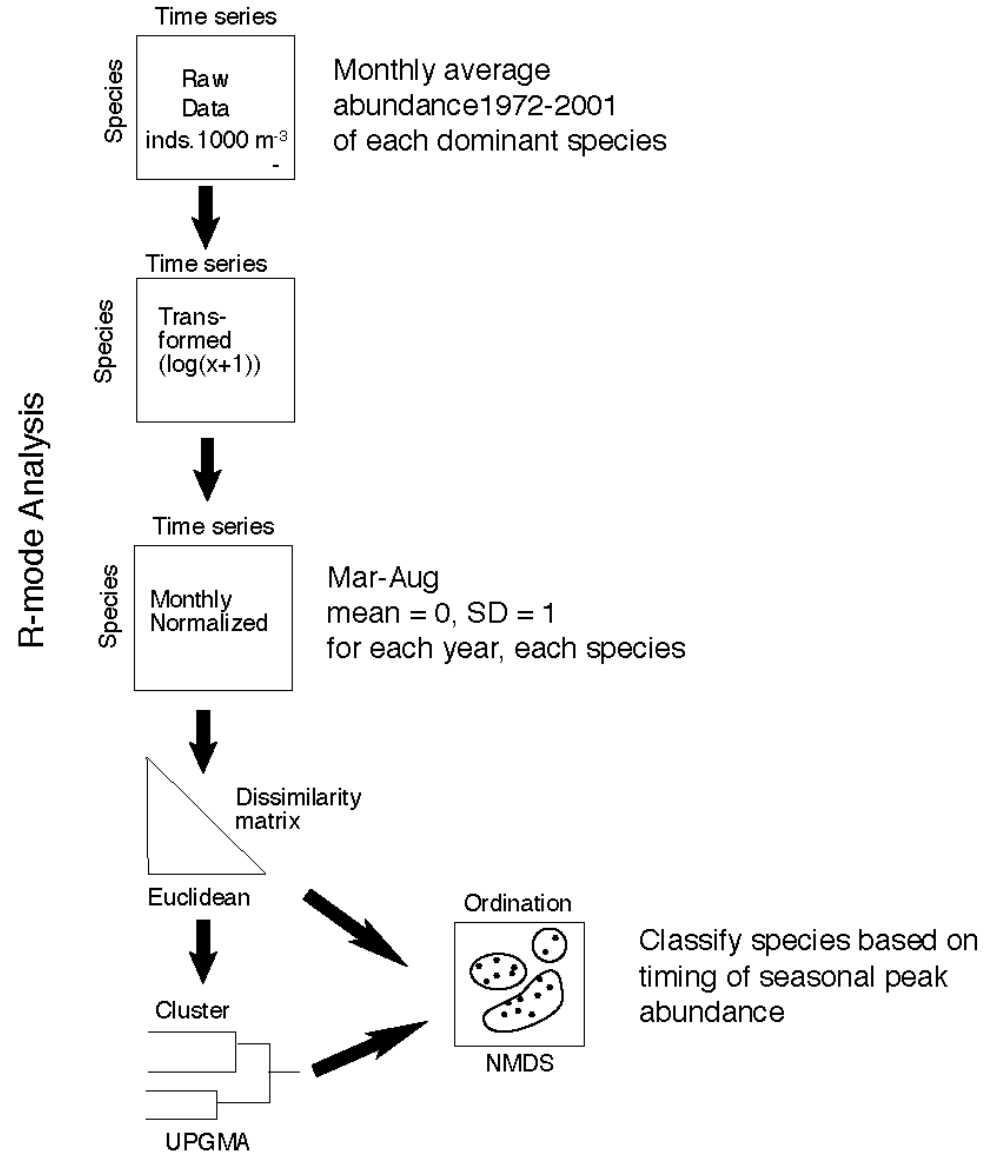 R-mode Analysis
Time series
Species
Raw
Data
inds.1000 m-3
-
Monthly average
abundance1972-2001
of each dominant species
Time series
Species
Trans-
formed
(log(x+1))
Time series
Species
Monthly
Normalized
Mar-Aug
mean = 0, SD = 1
for each year, each species
Dissimilarity
matrix
Euclidean
Cluster
UPGMA
Ordination
NMDS
Classify species based on
timing of seasonal peak
abundance